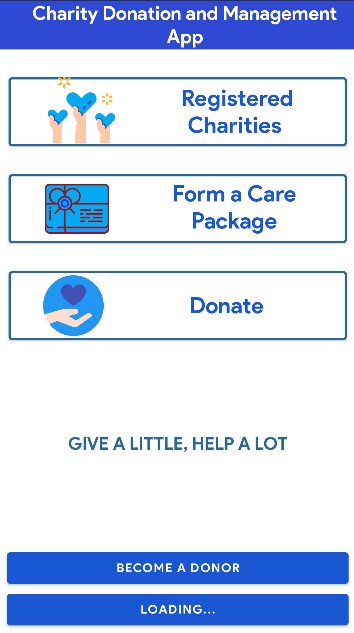 Charity Donation and Management
App
Registered
Charities
Form a Care
Package
Donate
GIVE A LITTLE, HELP A LOT
BECOME A DONOR
LOADING...